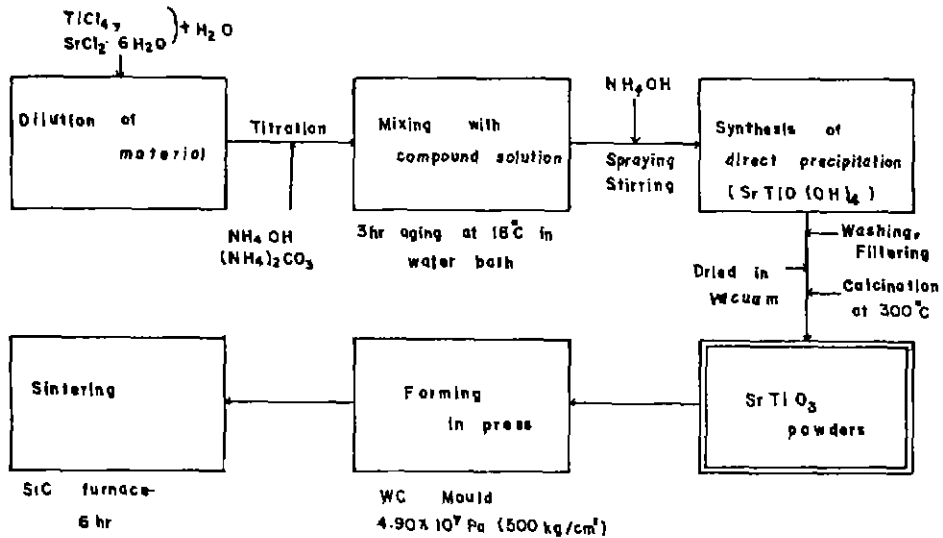 TiCl4,
SrCl2·6H2O ) + H2O
Dilution of
material
Titration
NH4OH
(NH4)2CO3
Mixing with
compound solution
3hr aging at 18°C in
water bath
NH4OH
Spraying
Stirring
Synthesis of
direct precipitation
(SrTiO(OH)4)
Washing,
Filtering
Dried in
Vacuum
Calcination
at 300°C
SrTiO3
powders
Forming
in press
WC Mould
4.90×10⁷ Pa (500 kg/cm²)
Sintering
SiC furnace-
6 hr